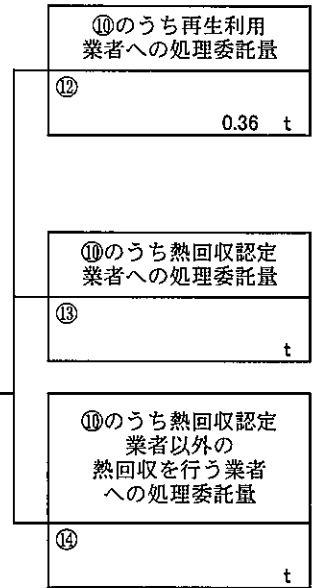 ⑩のうち再生利用
業者への処理委託量
⑫
0.36 t
⑩のうち熱回収認定
業者への処理委託量
⑬
t
⑩のうち熱回収認定
業者以外の
熱回収を行う業者
への処理委託量
⑭
t